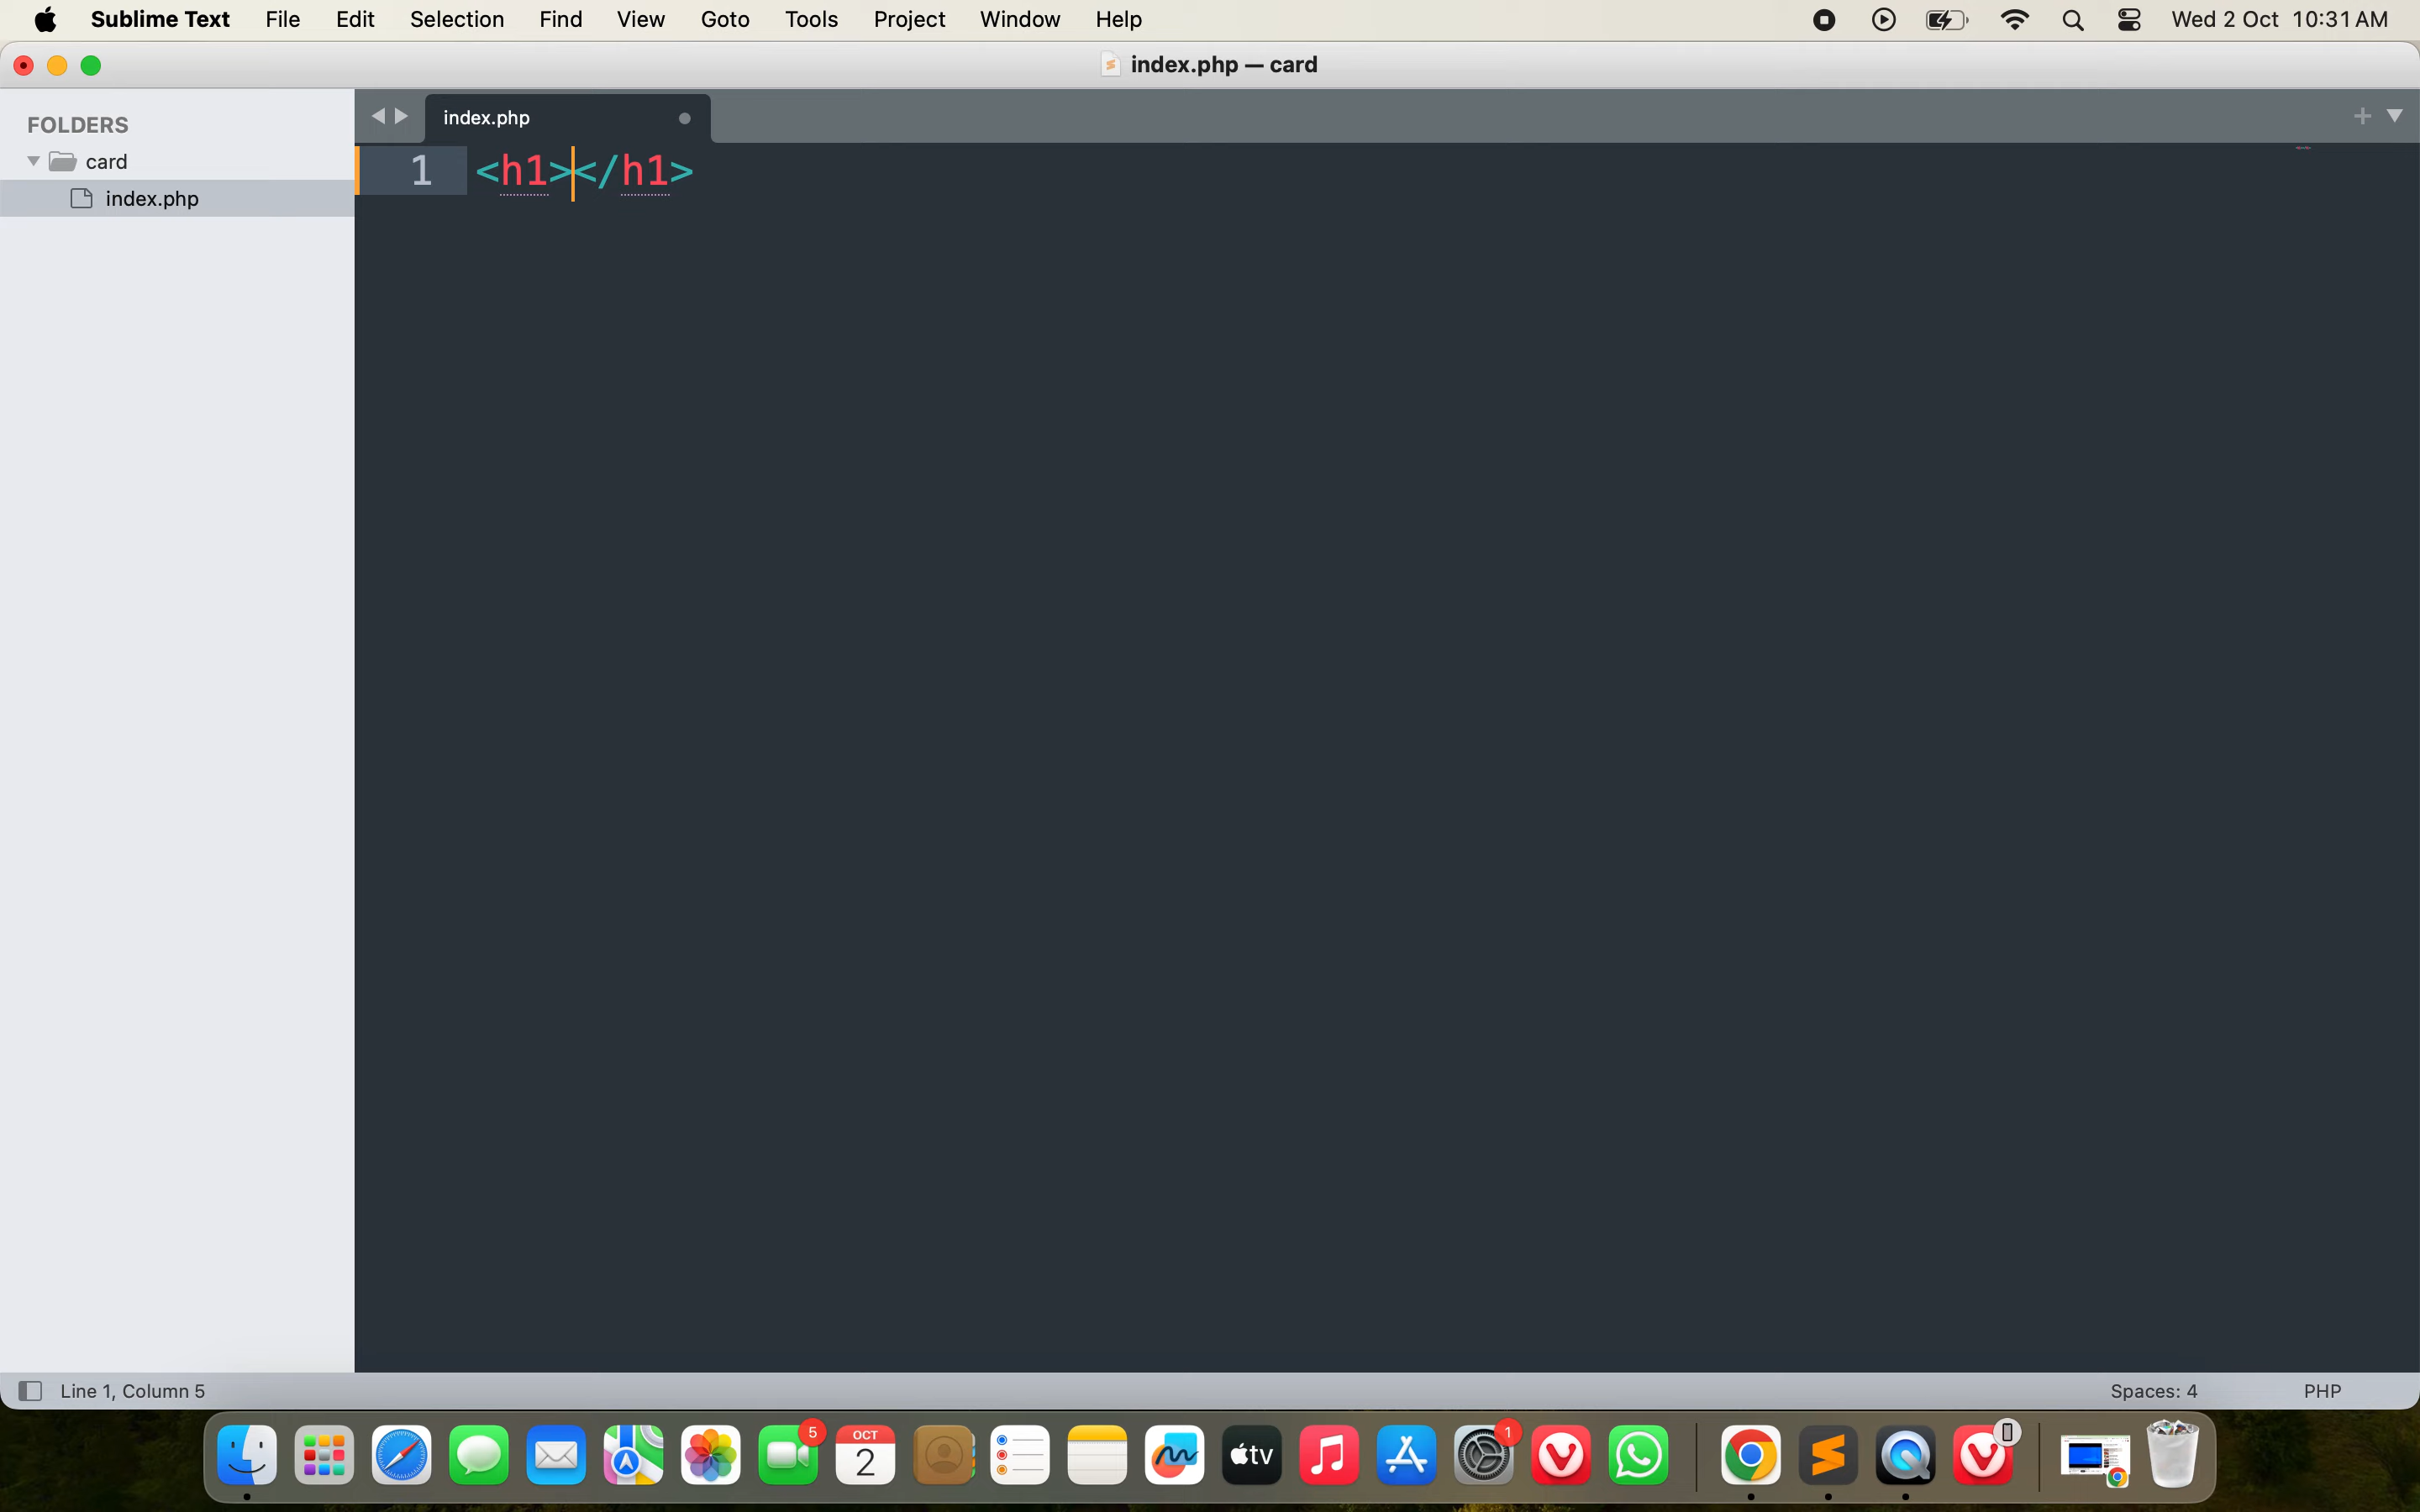 Sublime Text File Edit Selection Find View Goto Tools Project Window Help Wed 2 Oct 10:31 AM
index.php — card
FOLDERS
card
index.php
index.php
1 <h1></h1>
Line 1, Column 5 Spaces: 4 PHP
5
OCT
2
tv
1